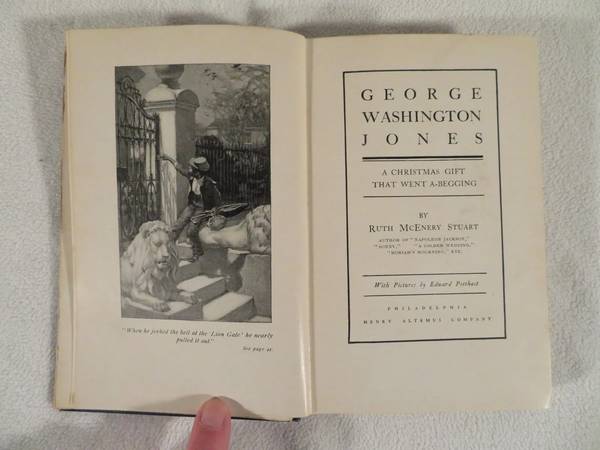 "When he jerked the bell at the 'Lion Gate' he nearly
pulled it out."
See page 21.
GEORGE
WASHINGTON
JONES
A CHRISTMAS GIFT
THAT WENT A-BEGGING
BY
RUTH MCENERY STUART
AUTHOR OF "NAPOLEON JACKSON,"
"SONNY," "A GOLDEN WEDDING,"
"MORIAH'S MOURNING," ETC.
With Pictures by Edward Potthast
PHILADELPHIA
HENRY ALTEMUS COMPANY